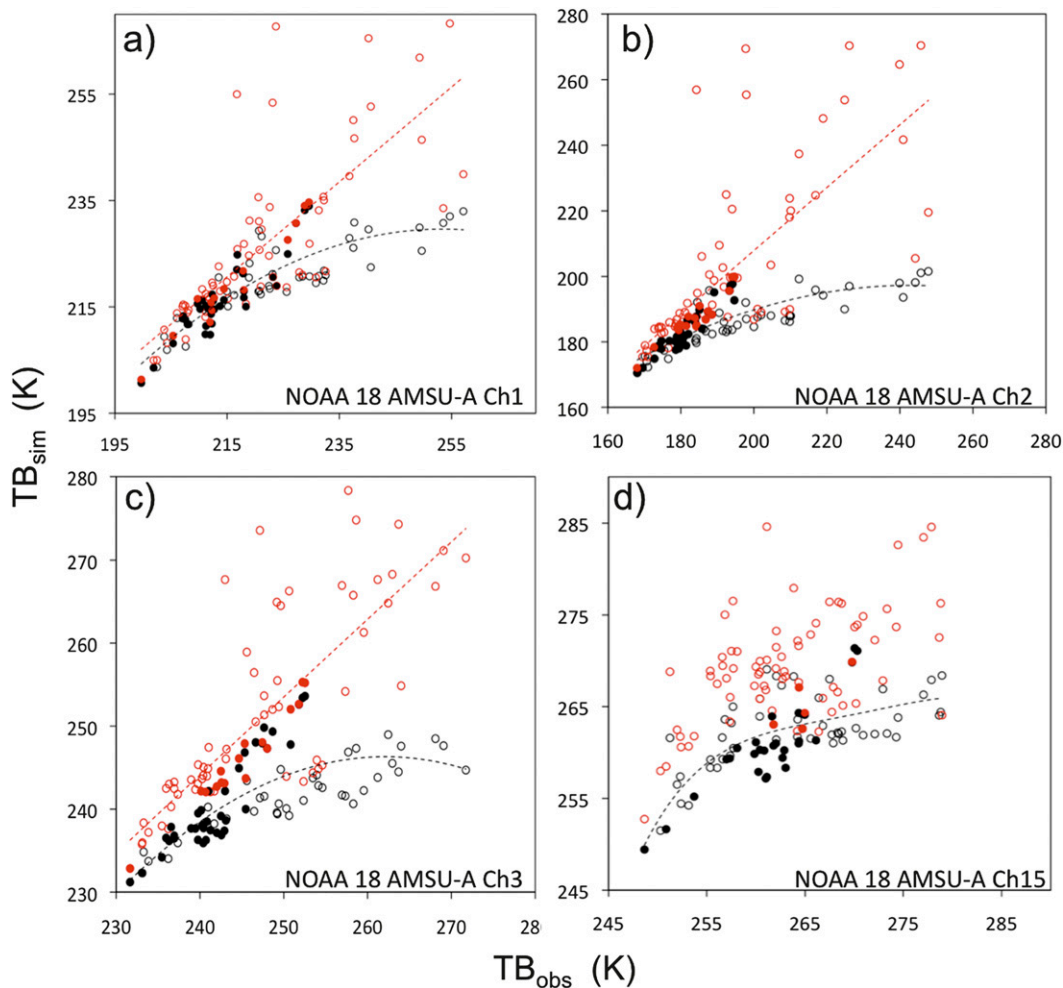 a)
255
235
215
195
195 215 235 255
NOAA 18 AMSU-A Ch1
b)
280
260
240
220
200
180
160
160 180 200 220 240 260 280
NOAA 18 AMSU-A Ch2
TBsim (K)
c)
280
270
260
250
240
230
230 240 250 260 270 28
NOAA 18 AMSU-A Ch3
d)
285
275
265
255
245
245 255 265 275 285
NOAA 18 AMSU-A Ch15
TBobs (K)